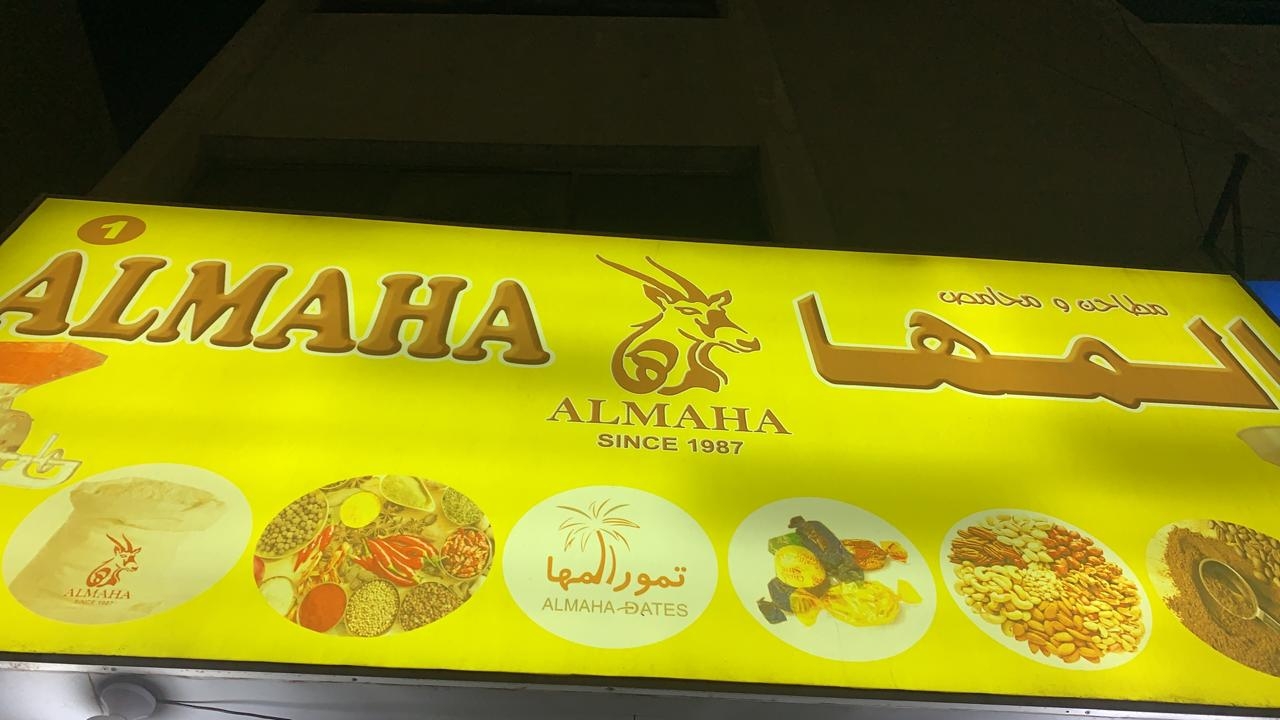 1
ALMAHA
مطاحن و محامص
المها
ALMAHA
SINCE 1987
ALMAHA
SINCE 1987
تمور المها
ALMAHA DATES